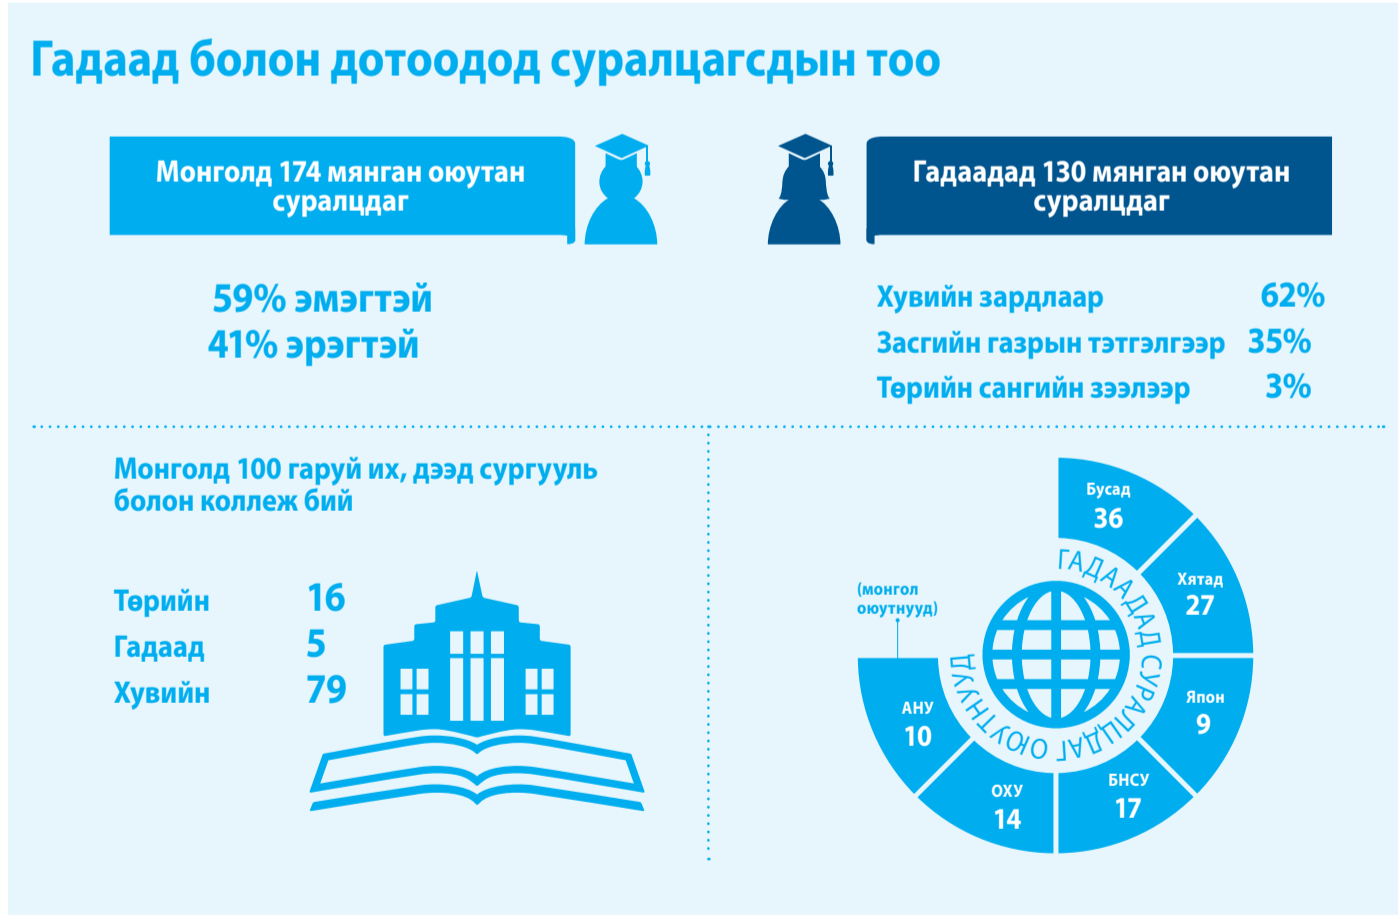 Гадаад болон дотоодод суралцагсдын тоо
Монголд 174 мянган оюутан
суралцдаг
Гадаадад 130 мянган оюутан
суралцдаг
59% эмэгтэй
41% эрэгтэй
Хувийн зардлаар 62%
Засгийн газрын тэтгэлгээр 35%
Төрийн сангийн зээлээр 3%
Монголд 100 гаруй их, дээд сургууль
болон коллеж бий
Төрийн 16
Гадаад 5
Хувийн 79
(монгол
оюутнууд)
ГАДААДАД СУРАЛЦДАГ ОЮУТНУУД
Бусад
36
Хятад
27
Япон
9
БНСУ
17
ОХУ
14
АНУ
10